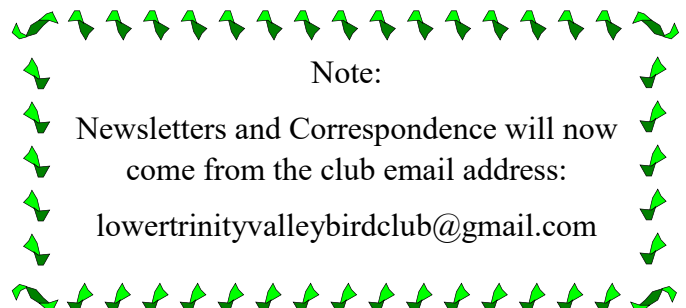 Note:
Newsletters and Correspondence will now
come from the club email address:
lowertrinityvalleybirdclub@gmail.com